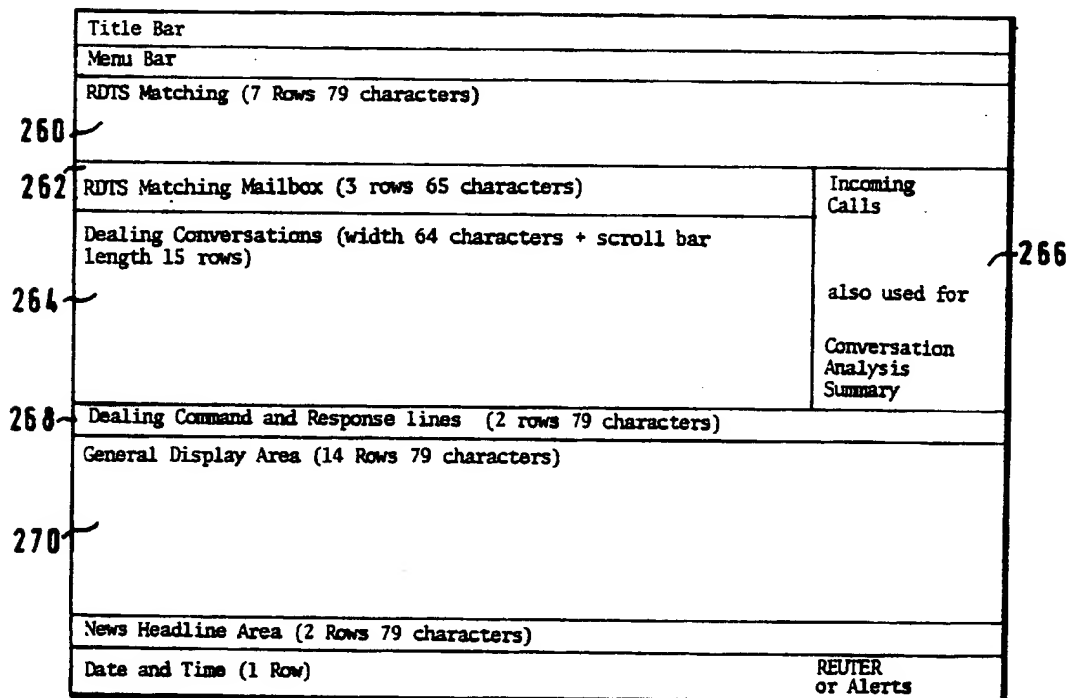 Title Bar
Menu Bar
RDTS Matching (7 Rows 79 characters)
260
262
RDTS Matching Mailbox (3 rows 65 characters)
Incoming
Calls
Dealing Conversations (width 64 characters + scroll bar
length 15 rows)
266
264
also used for
Conversation
Analysis
Summary
268
Dealing Command and Response lines (2 rows 79 characters)
General Display Area (14 Rows 79 characters)
270
News Headline Area (2 Rows 79 characters)
Date and Time (1 Row)
REUTER
or Alerts